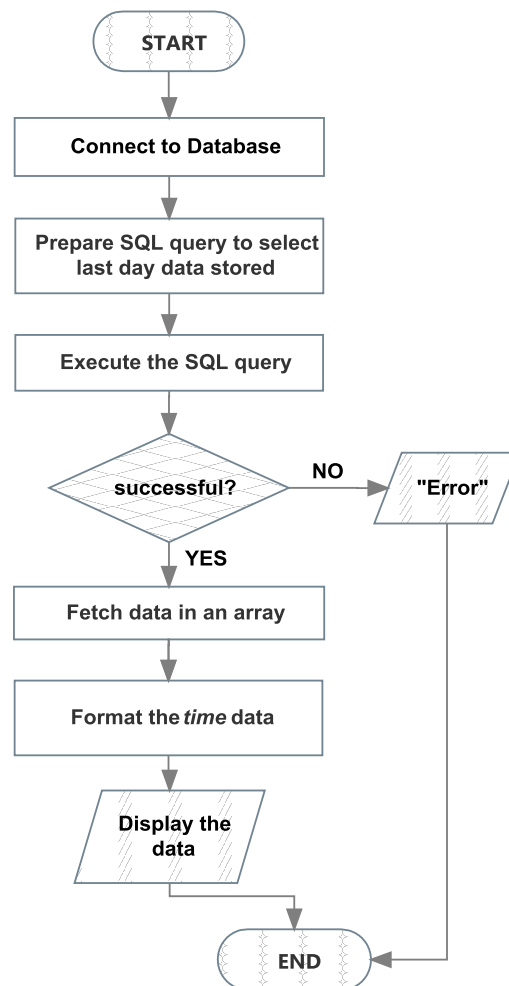 START
Connect to Database
Prepare SQL query to select
last day data stored
Execute the SQL query
successful?
NO
"Error"
YES
Fetch data in an array
Format the time data
Display the
data
END